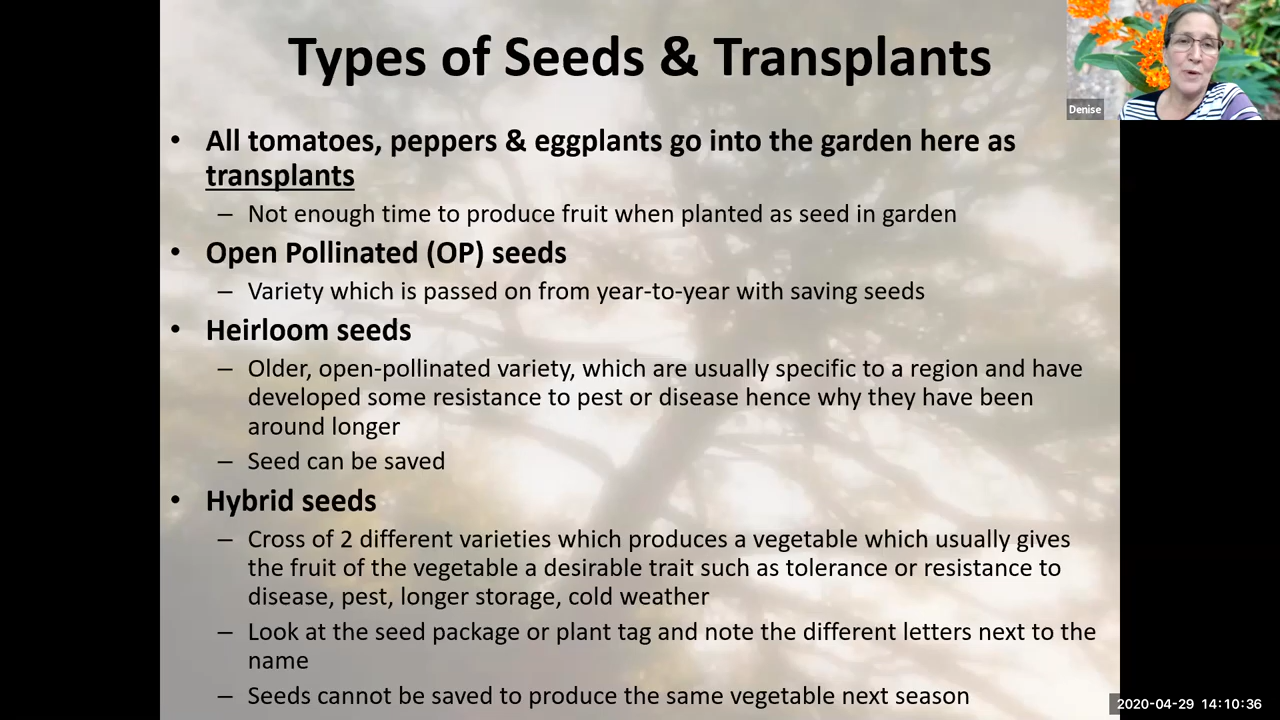 Types of Seeds & Transplants
Denise
• All tomatoes, peppers & eggplants go into the garden here as
transplants
– Not enough time to produce fruit when planted as seed in garden
• Open Pollinated (OP) seeds
– Variety which is passed on from year-to-year with saving seeds
• Heirloom seeds
– Older, open-pollinated variety, which are usually specific to a region and have
developed some resistance to pest or disease hence why they have been
around longer
– Seed can be saved
• Hybrid seeds
– Cross of 2 different varieties which produces a vegetable which usually gives
the fruit of the vegetable a desirable trait such as tolerance or resistance to
disease, pest, longer storage, cold weather
– Look at the seed package or plant tag and note the different letters next to the
name
– Seeds cannot be saved to produce the same vegetable next season
2020-04-29 14:10:36